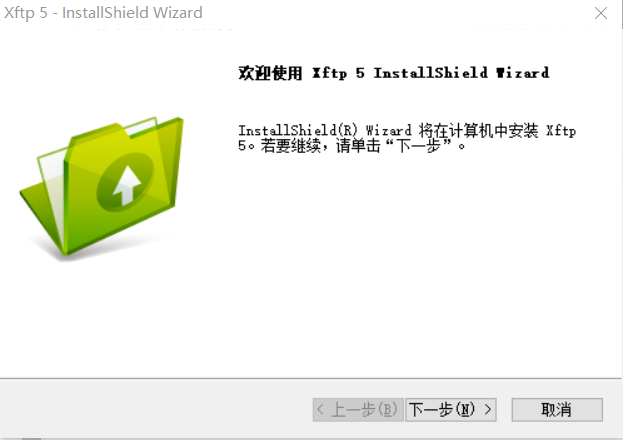 Xftp 5 - InstallShield Wizard
欢迎使用 Xftp 5 InstallShield Wizard
InstallShield(R) Wizard 将在计算机中安装 Xftp
5。若要继续，请单击“下一步”。
< 上一步(B) 下一步(N) > 取消